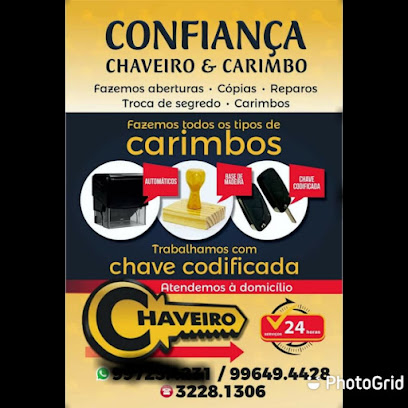 CONFIANÇA
CHAVEIRO & CARIMBO
Fazemos aberturas • Cópias • Reparos
Troca de segredo • Carimbos
Fazemos todos os tipos de
carimbos
AUTOMÁTICOS
BASE DE
MADEIRA
CHAVE
CODIFICADA
Trabalhamos com
chave codificada
Atendemos à domicílio
CHAVEIRO
SERVIÇOS 24 horas
/ 99649.4428
3228.1306
PhotoGrid